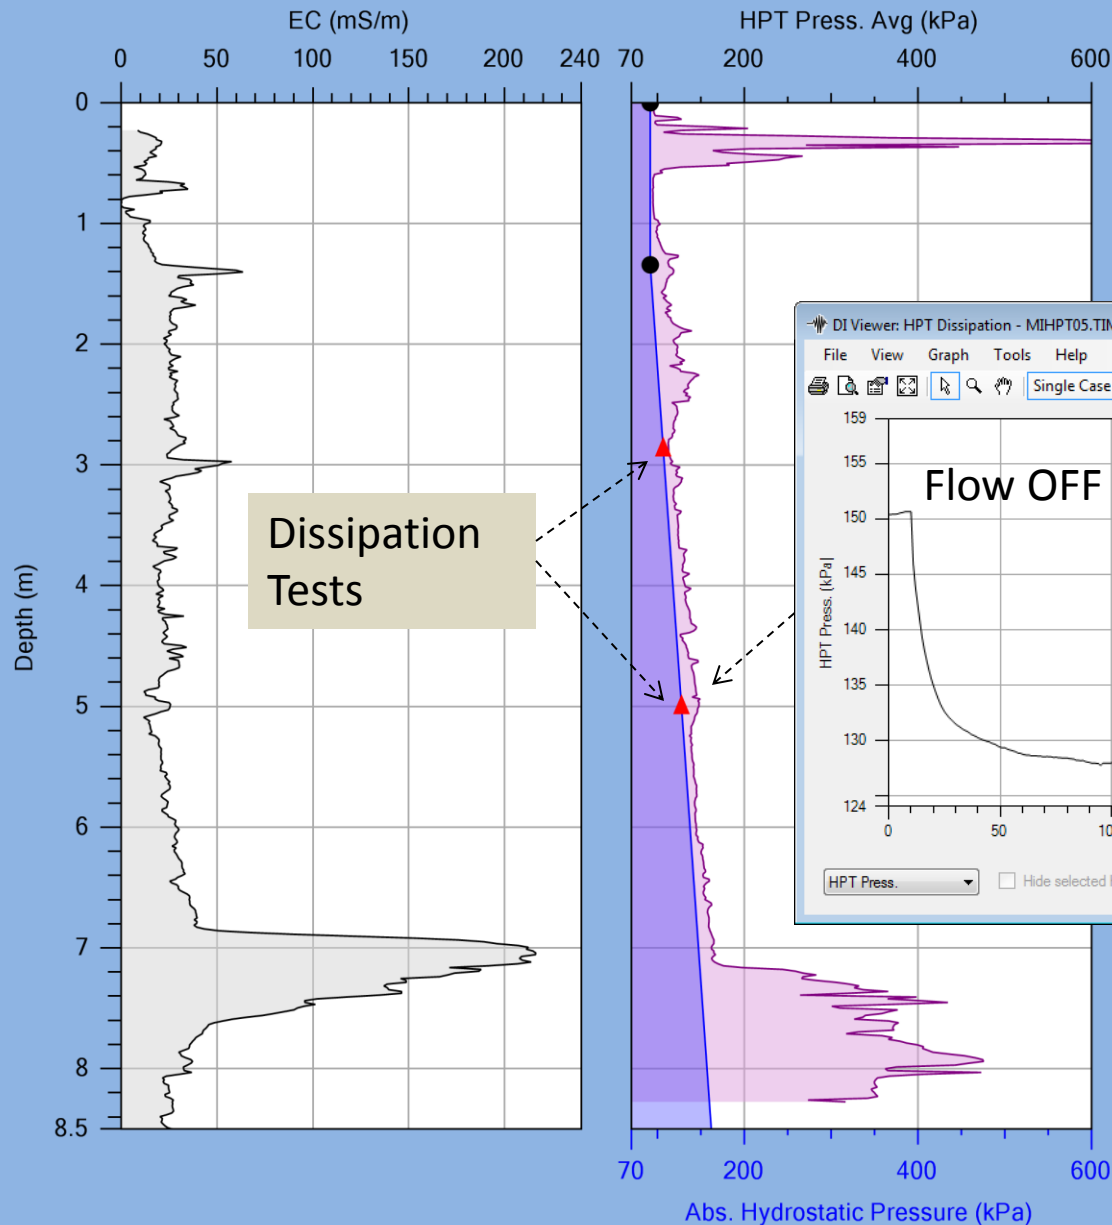 EC (mS/m)
0 50 100 150 200 240
HPT Press. Avg (kPa)
70 200 400 600
Depth (m)
0
1
2
3
4
5
6
7
8
8.5
Dissipation
Tests
DI Viewer: HPT Dissipation - MIHPT05.TIM
File View Graph Tools Help
Single Case
HPT Press. (kPa)
159
155
150
145
140
135
130
124
Flow OFF
0 50 10
HPT Press.
Hide selected
70 200 400 600
Abs. Hydrostatic Pressure (kPa)